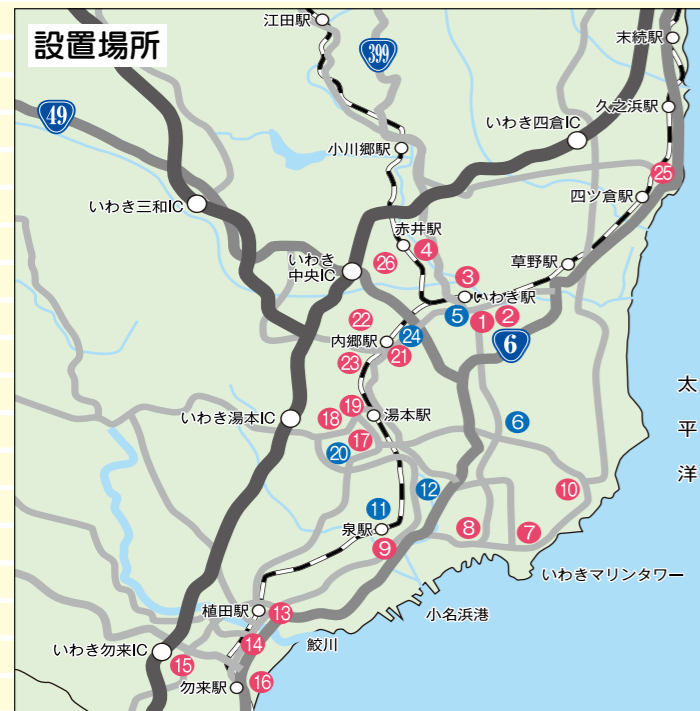 設置場所
江田駅
399
末続駅
49
久之浜駅
いわき四倉IC
小川郷駅
25
四ツ倉駅
いわき三和IC
赤井駅
4
草野駅
いわき
中央IC
26
3
いわき駅
5
1
2
22
24
内郷駅
21
6
23
太平洋
19
18
湯本駅
いわき湯本IC
6
17
20
12
10
11
泉駅
8
7
9
いわきマリンタワー
植田駅
13
小名浜港
14
鮫川
いわき勿来IC
15
勿来駅
16